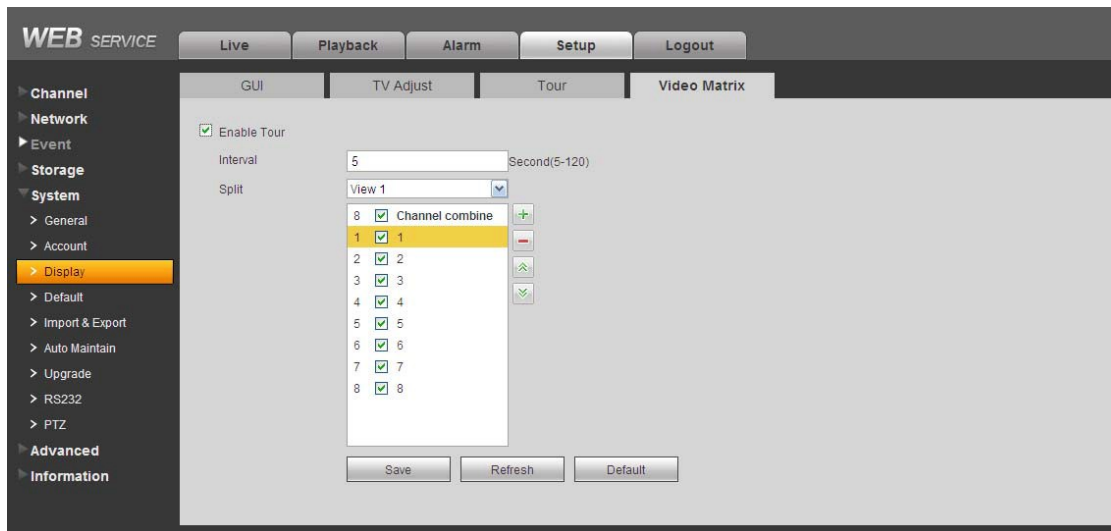 WEB SERVICE
Live Playback Alarm Setup Logout
GUI TV Adjust Tour Video Matrix
Channel
Network
Event
Storage
System
General
Account
Display
Default
Import & Export
Auto Maintain
Upgrade
RS232
PTZ
Advanced
Information
Enable Tour
Interval 5 Second(5-120)
Split View 1
8 Channel combine
1 1
2 2
3 3
4 4
5 5
6 6
7 7
8 8
Save Refresh Default